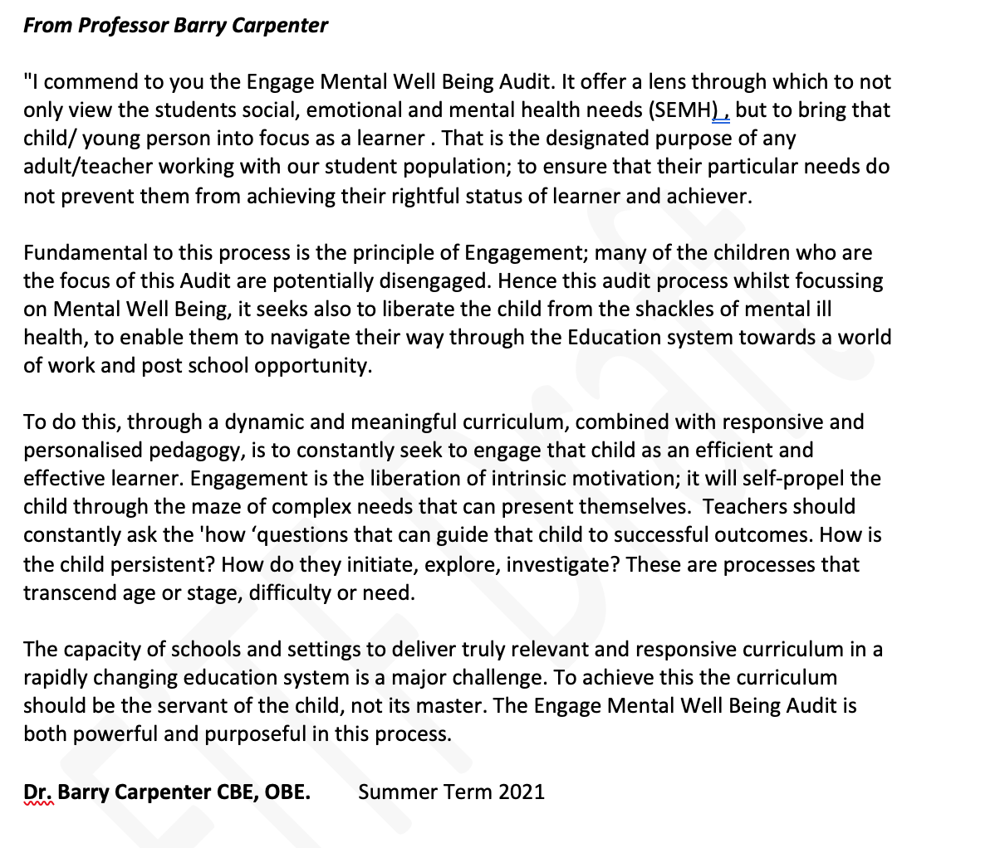 From Professor Barry Carpenter
"I commend to you the Engage Mental Well Being Audit. It offer a lens through which to not
only view the students social, emotional and mental health needs (SEMH) , but to bring that
child/ young person into focus as a learner . That is the designated purpose of any
adult/teacher working with our student population; to ensure that their particular needs do
not prevent them from achieving their rightful status of learner and achiever.
Fundamental to this process is the principle of Engagement; many of the children who are
the focus of this Audit are potentially disengaged. Hence this audit process whilst focussing
on Mental Well Being, it seeks also to liberate the child from the shackles of mental ill
health, to enable them to navigate their way through the Education system towards a world
of work and post school opportunity.
To do this, through a dynamic and meaningful curriculum, combined with responsive and
personalised pedagogy, is to constantly seek to engage that child as an efficient and
effective learner. Engagement is the liberation of intrinsic motivation; it will self-propel the
child through the maze of complex needs that can present themselves.  Teachers should
constantly ask the 'how ‘questions that can guide that child to successful outcomes. How is
the child persistent? How do they initiate, explore, investigate? These are processes that
transcend age or stage, difficulty or need.
The capacity of schools and settings to deliver truly relevant and responsive curriculum in a
rapidly changing education system is a major challenge. To achieve this the curriculum
should be the servant of the child, not its master. The Engage Mental Well Being Audit is
both powerful and purposeful in this process.
Dr. Barry Carpenter CBE, OBE.	Summer Term 2021
Draft